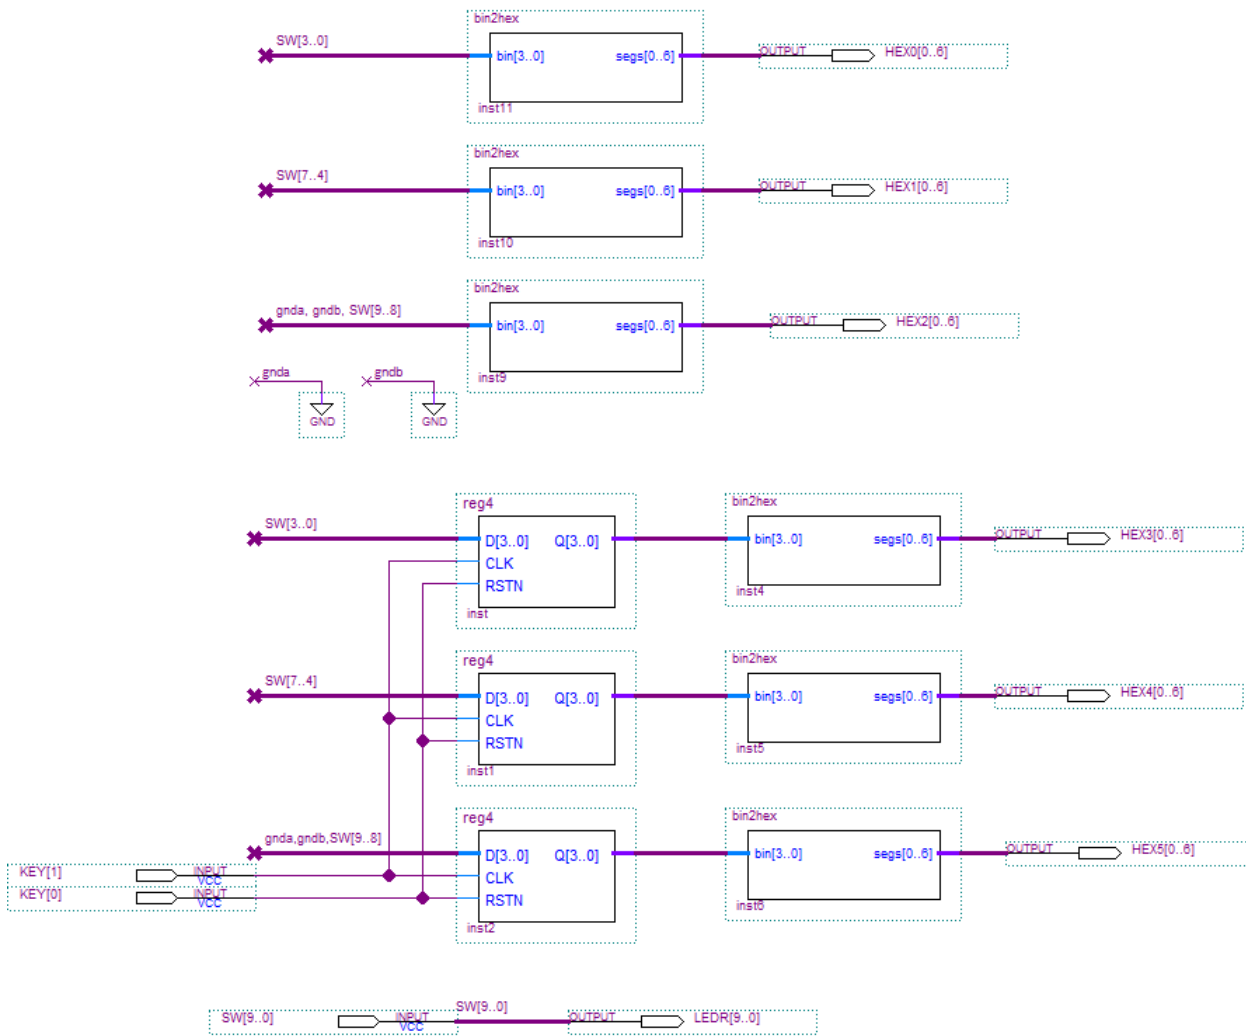 bin2hex
SW[3..0]
bin[3..0] segs[0..6]
OUTPUT HEX0[0..6]
inst11
bin2hex
SW[7..4]
bin[3..0] segs[0..6]
OUTPUT HEX1[0..6]
inst10
bin2hex
gnda, gndb, SW[9..8]
bin[3..0] segs[0..6]
OUTPUT HEX2[0..6]
inst9
gnda gndb
GND GND
reg4 bin2hex
SW[3..0]
D[3..0] Q[3..0]
CLK
RSTN
inst
bin[3..0] segs[0..6]
OUTPUT HEX3[0..6]
inst4
reg4 bin2hex
SW[7..4]
D[3..0] Q[3..0]
CLK
RSTN
inst1
bin[3..0] segs[0..6]
OUTPUT HEX4[0..6]
inst5
reg4 bin2hex
gnda,gndb,SW[9..8]
D[3..0] Q[3..0]
CLK
RSTN
inst2
bin[3..0] segs[0..6]
OUTPUT HEX5[0..6]
inst6
KEY[1] INPUT
VCC
KEY[0] INPUT
VCC
SW[9..0] INPUT
VCC
SW[9..0]
OUTPUT LEDR[9..0]